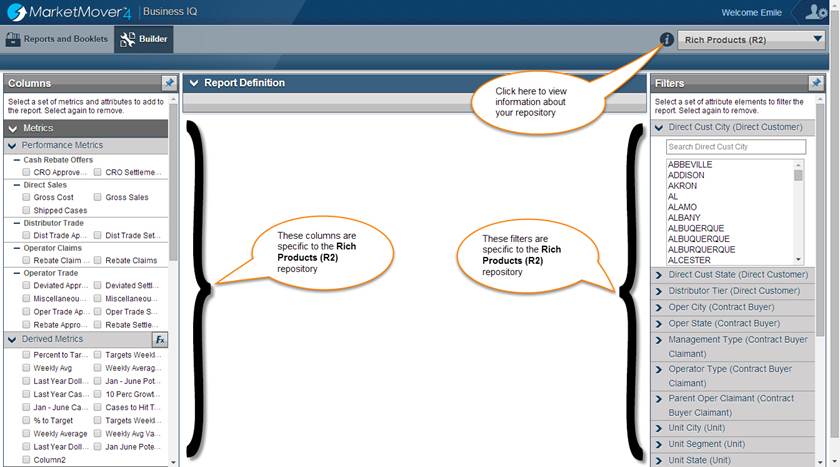 MarketMover4 | Business IQ
Welcome Emile
Reports and Booklets
Builder
Rich Products (R2)
Columns
Select a set of metrics and attributes to add to
the report. Select again to remove.
Metrics
Performance Metrics
Cash Rebate Offers
CRO Approve... CRO Settleme...
Direct Sales
Gross Cost Gross Sales
Shipped Cases
Distributor Trade
Dist Trade Ap... Dist Trade Set...
Operator Claims
Rebate Claim ... Rebate Claims
Operator Trade
Deviated Appr... Deviated Settl...
Miscellaneou... Miscellaneou...
Oper Trade Ap... Oper Trade S...
Rebate Appro... Rebate Settle...
Derived Metrics
Fx
Percent to Tar... Targets Weekl...
Weekly Avg Weekly Averag...
Last Year Doll... Jan - June Pot...
Last Year Cas... 10 Perc Growt...
Jan - June Ca... Cases to Hit T...
% to Target Targets Weekl...
Weekly Average Weekly Avg Va...
Last Year Doll... Jan June Pote...
Column2
Report Definition
Click here to view
information about
your repository
These columns are
specific to the Rich
Products (R2)
repository
These filters are
specific to the Rich
Products (R2)
repository
Filters
Select a set of attribute elements to filter the
report. Select again to remove.
Direct Cust City (Direct Customer)
Search Direct Cust City
ABBEVILLE
ADDISON
AKRON
AL
ALAMO
ALBANY
ALBUQERQUE
ALBUQUERQUE
ALBURQUERQUE
ALCESTER
Direct Cust State (Direct Customer)
Distributor Tier (Direct Customer)
Oper City (Contract Buyer)
Oper State (Contract Buyer)
Management Type (Contract Buyer
Claimant)
Operator Type (Contract Buyer
Claimant)
Parent Oper Claimant (Contract
Buyer Claimant)
Unit City (Unit)
Unit Segment (Unit)
Unit State (Unit)